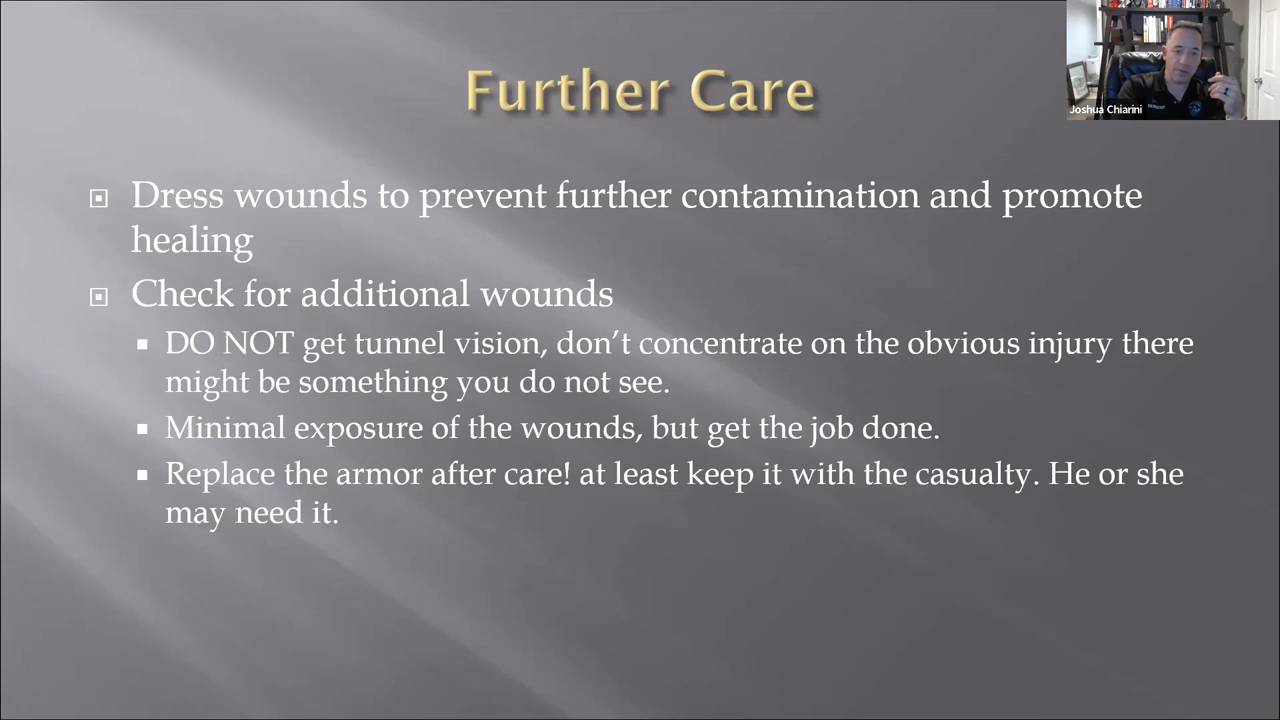 Further Care
Joshua Chiarini
Dress wounds to prevent further contamination and promote
healing
Check for additional wounds
DO NOT get tunnel vision, don’t concentrate on the obvious injury there
might be something you do not see.
Minimal exposure of the wounds, but get the job done.
Replace the armor after care! at least keep it with the casualty. He or she
may need it.